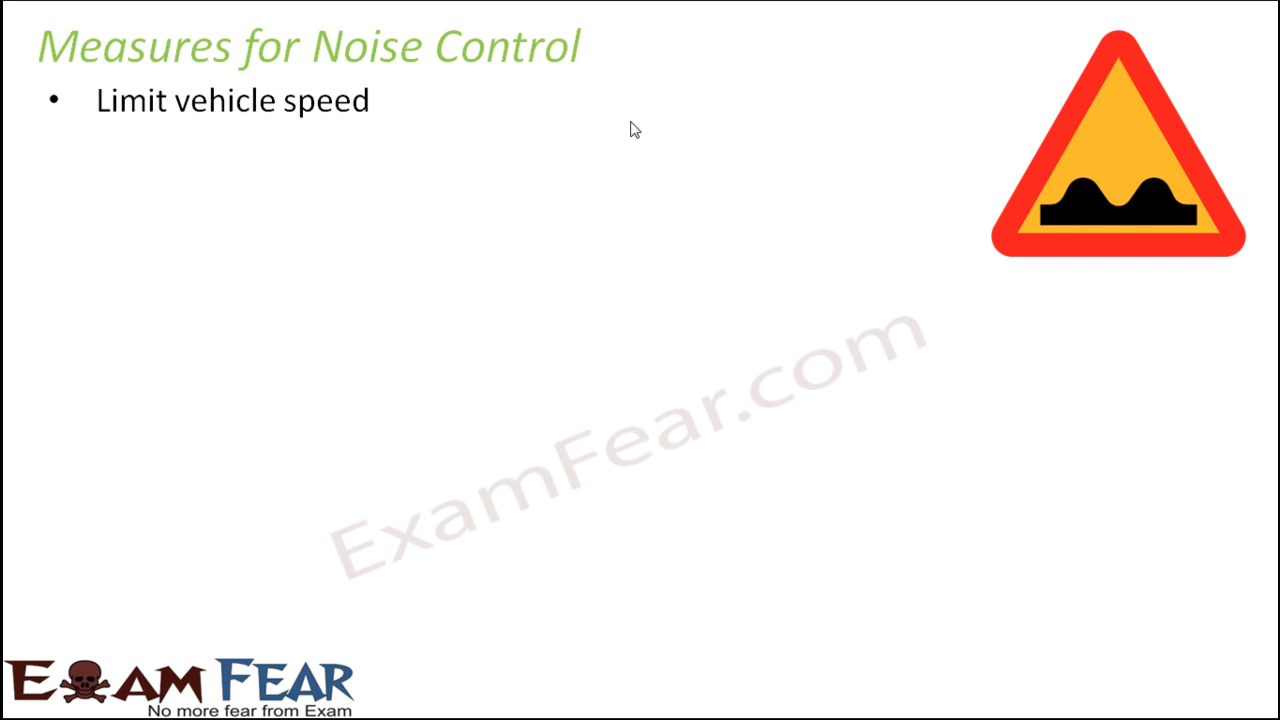 Measures for Noise Control
• Limit vehicle speed
ExamFear.com
EXAM FEAR
No more fear from Exam